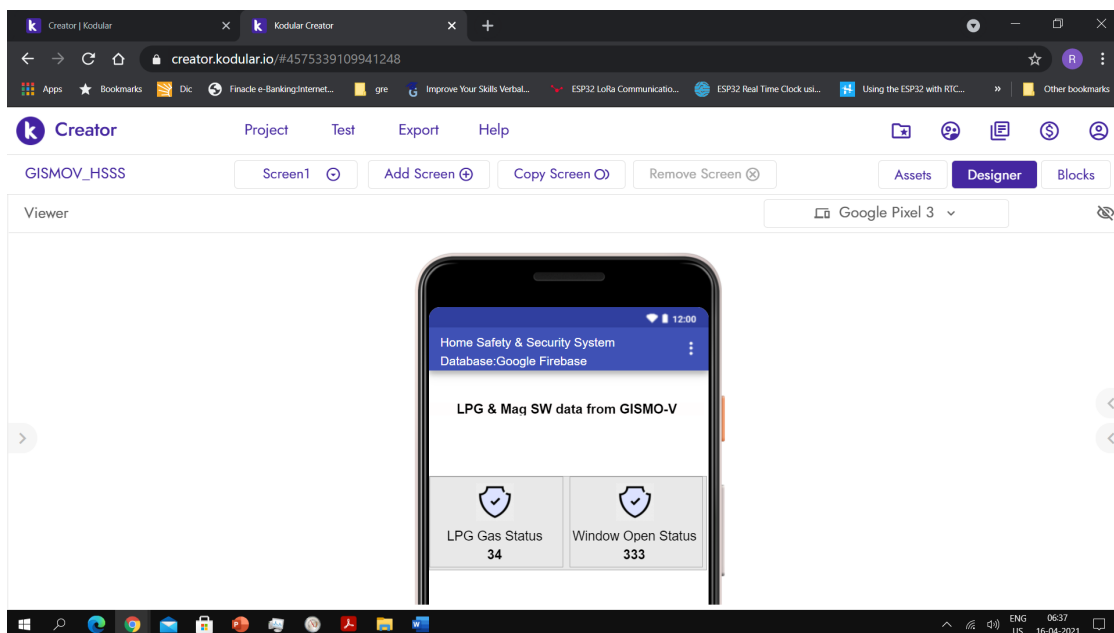 Creator | Kodular
Kodular Creator
creator.kodular.io/#4575339109941248
R
Apps Bookmarks Dic Finacle e-Banking:Internet... gre Improve Your Skills Verbal... ESP32 LoRa Communicatio... ESP32 Real Time Clock usi... Using the ESP32 with RTC... » Other bookmarks
k Creator Project Test Export Help
GISMOV_HSSS Screen1 Add Screen Copy Screen Remove Screen Assets Designer Blocks
Viewer Google Pixel 3
12:00
Home Safety & Security System
Database:Google Firebase
LPG & Mag SW data from GISMO-V
LPG Gas Status Window Open Status
34 333
ENG 06:37
US 16-04-2021